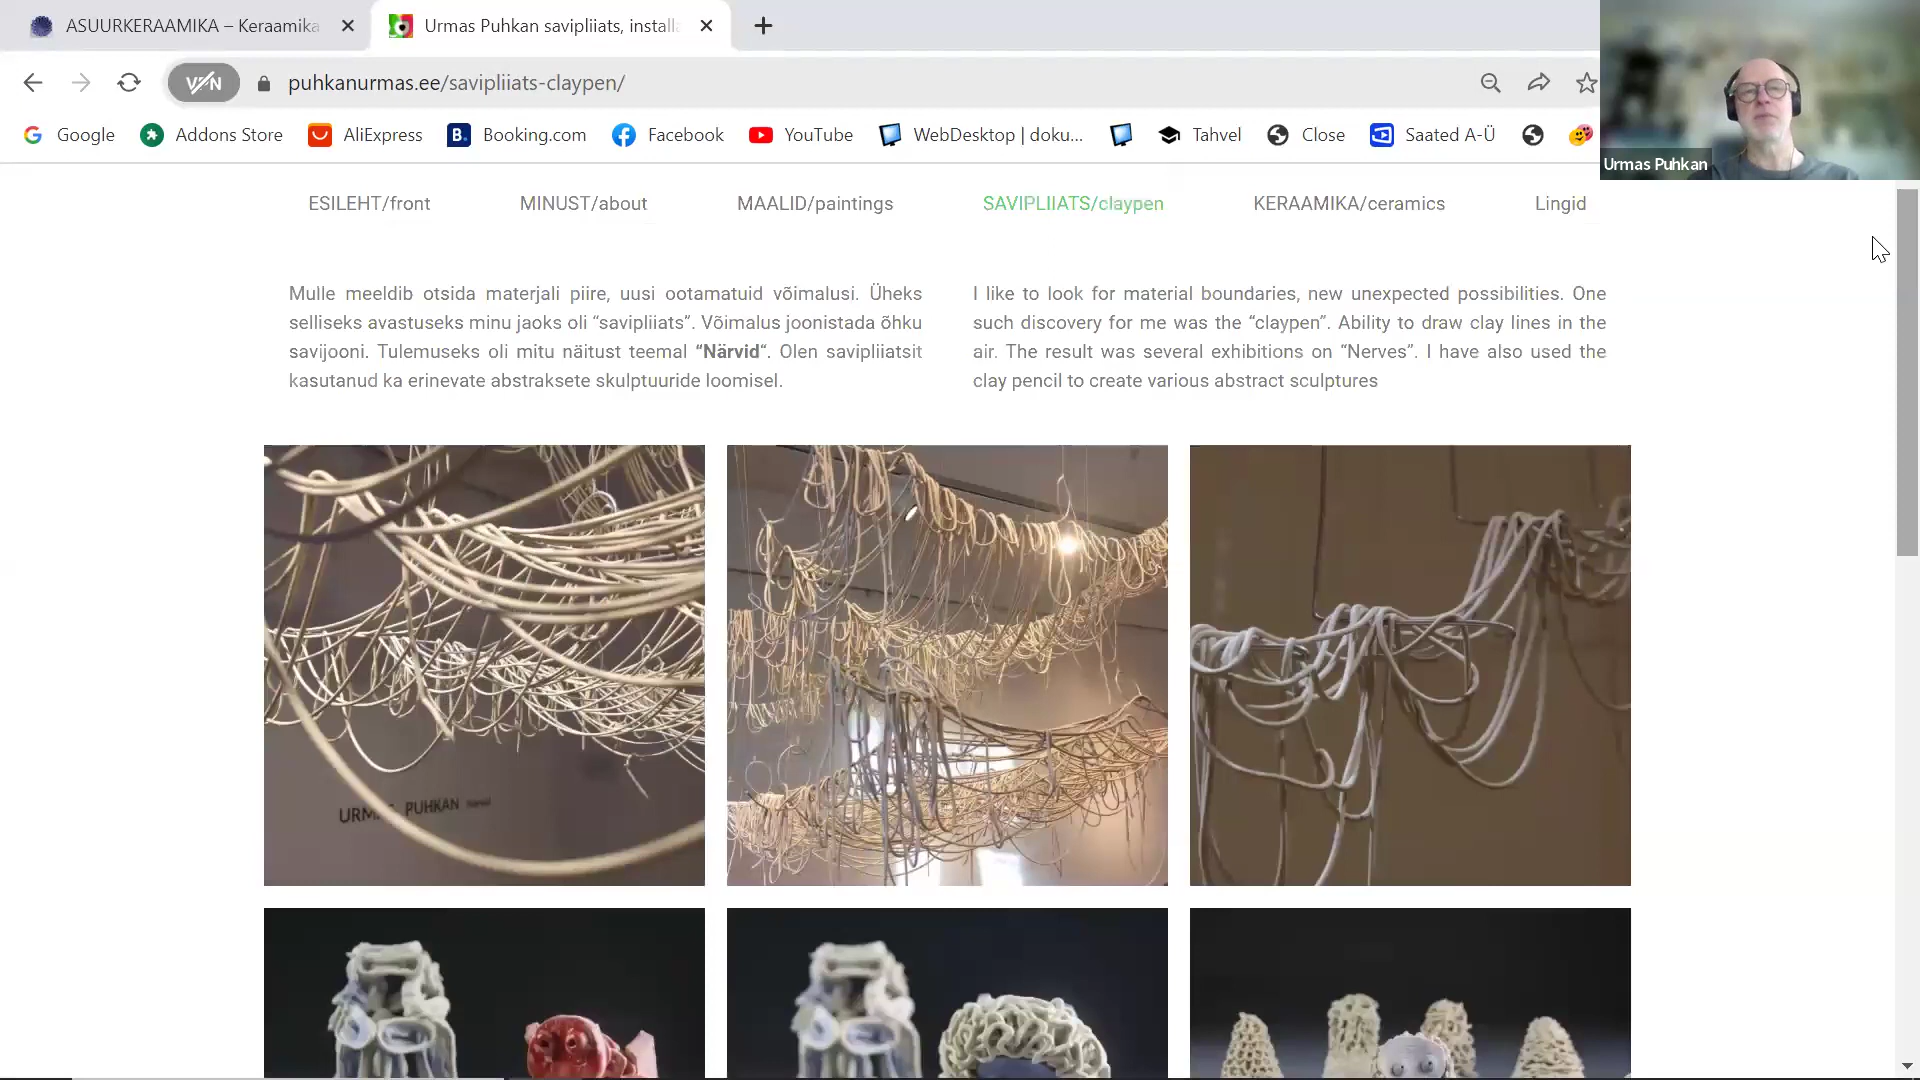 ASUURKERAAMIKA – Keraamika
Urmas Puhkan savipliiats, installa
VPN
puhkanurmas.ee/savipliiats-claypen/
Google
Addons Store
AliExpress
B.
Booking.com
Facebook
YouTube
WebDesktop | doku...
Tahvel
Close
Saated A-Ü
Urmas Puhkan
ESILEHT/front
MINUST/about
MAALID/paintings
SAVIPLIIATS/claypen
KERAAMIKA/ceramics
Lingid
Mulle meeldib otsida materjali piire, uusi ootamatuid võimalusi. Üheks
selliseks avastuseks minu jaoks oli “savipliiats”. Võimalus joonistada õhku
savijooni. Tulemuseks oli mitu näitust teemal “Närvid“. Olen savipliiatsit
kasutanud ka erinevate abstraksete skulptuuride loomisel.
I like to look for material boundaries, new unexpected possibilities. One
such discovery for me was the “claypen”. Ability to draw clay lines in the
air. The result was several exhibitions on “Nerves”. I have also used the
clay pencil to create various abstract sculptures
URMAS PUHKAN